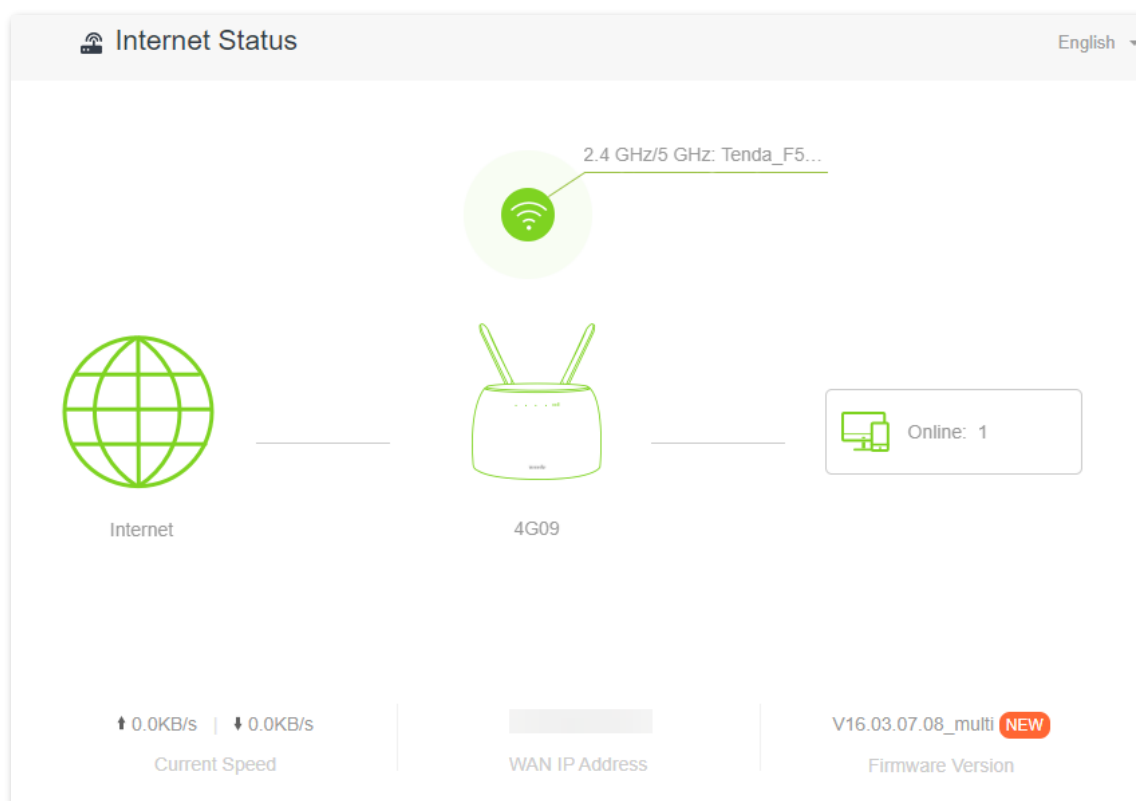 Internet Status
English
2.4 GHz/5 GHz: Tenda_F5...
Online: 1
Internet
4G09
0.0KB/s | 0.0KB/s
V16.03.07.08_multi NEW
Current Speed
WAN IP Address
Firmware Version